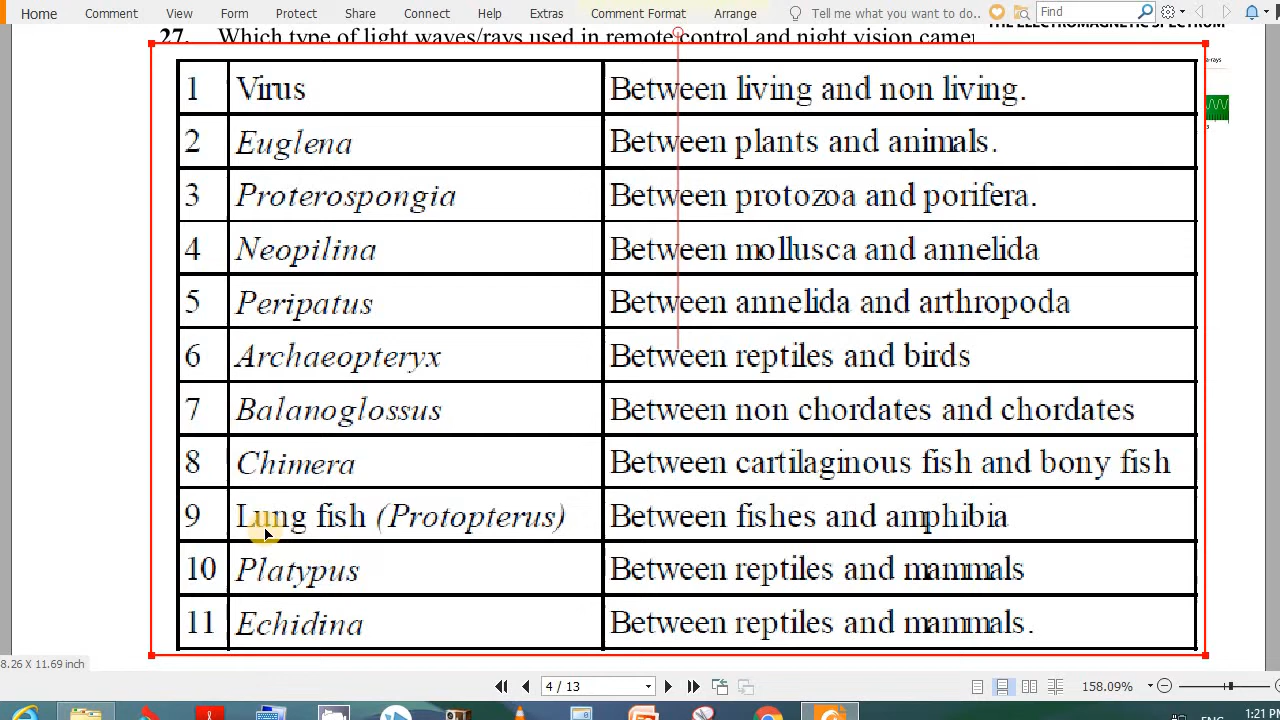 Home Comment View Form Protect Share Connect Help Extras Comment Format Arrange Tell me what you want to do.. Find
THE ELECTROMAGNETIC SPECTRUM
27. Which type of light waves/rays used in remote control and night vision camer
1 Virus Between living and non living.
2 Euglena Between plants and animals.
3 Proterospongia Between protozoa and porifera.
4 Neopilina Between mollusca and annelida
5 Peripatus Between annelida and arthropoda
6 Archaeopteryx Between reptiles and birds
7 Balanoglossus Between non chordates and chordates
8 Chimera Between cartilaginous fish and bony fish
9 Lung fish (Protopterus) Between fishes and amphibia
10 Platypus Between reptiles and mammals
11 Echidina Between reptiles and mammals.
8.26 X 11.69 inch
4 / 13 158.09%
ENG 1:21 PM